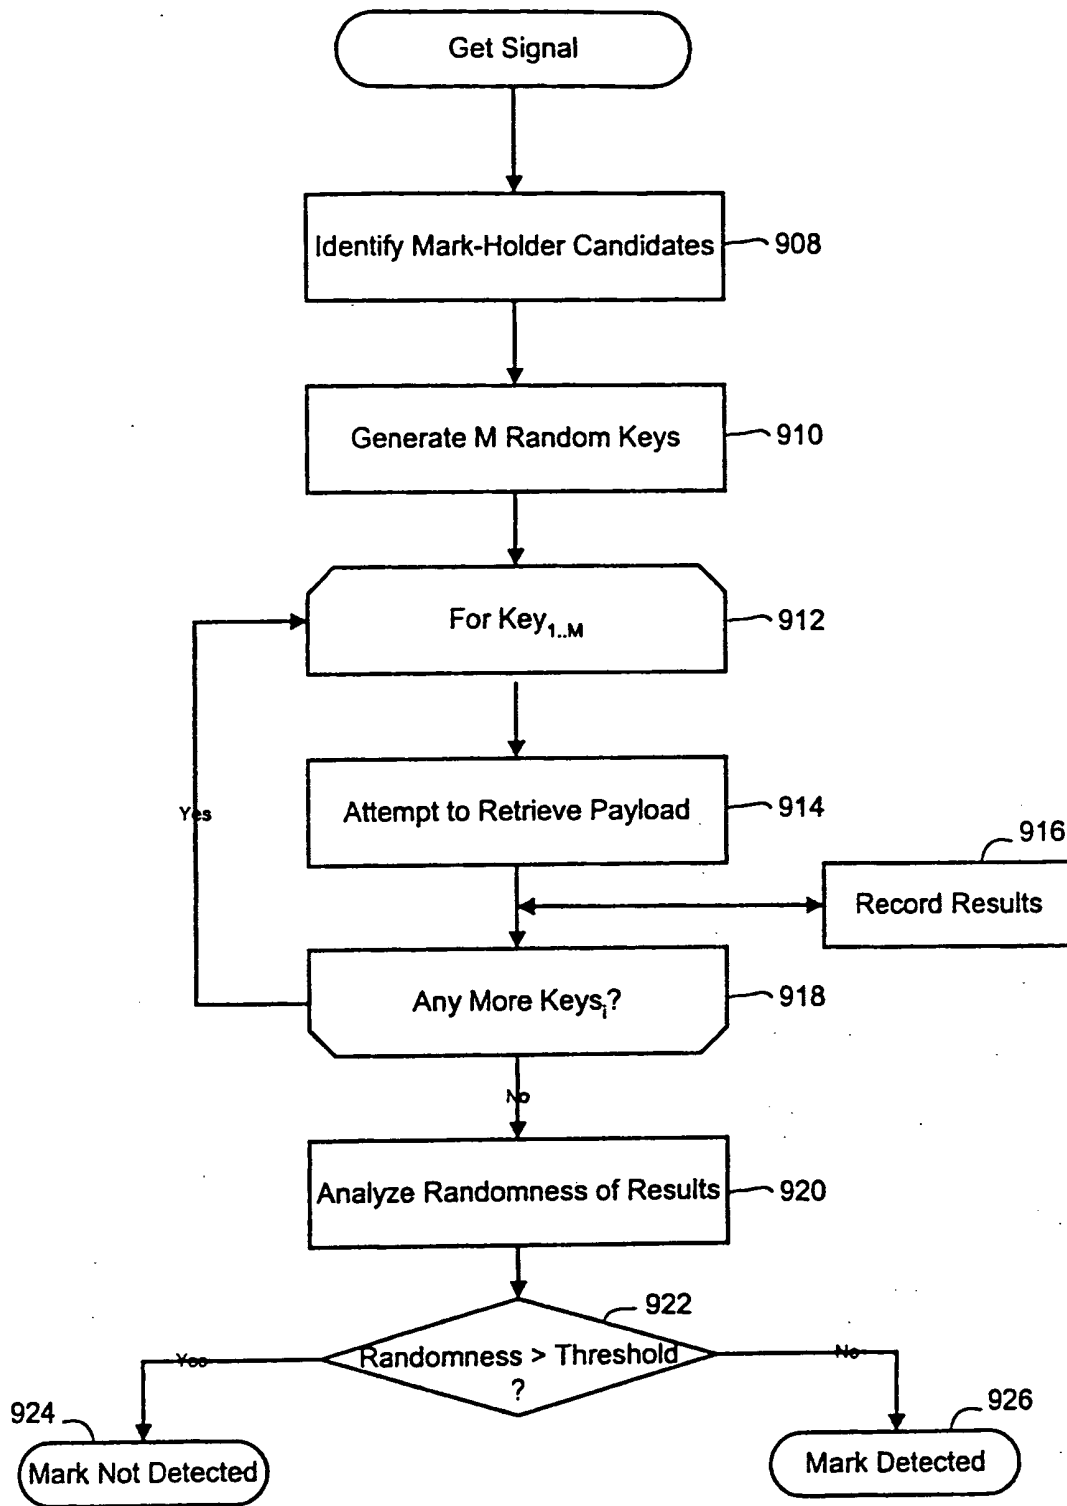 Get Signal
Identify Mark-Holder Candidates
908
Generate M Random Keys
910
For Key1..M
912
Yes
Attempt to Retrieve Payload
914
916
Record Results
Any More Keysi?
918
No
Analyze Randomness of Results
920
922
Randomness > Threshold
?
Yes
No
924
Mark Not Detected
926
Mark Detected